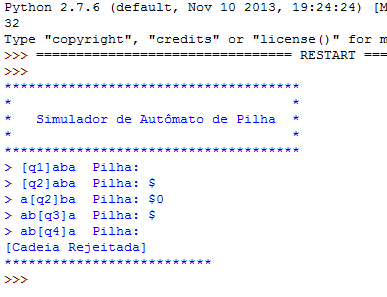 Python 2.7.6 (default, Nov 10 2013, 19:24:24) [M
32
Type "copyright", "credits" or "license()" for m
>>> ================================ RESTART ===
>>>
*************************************
*                                   *
*   Simulador de Autômato de Pilha  *
*                                   *
*************************************
> [q1]aba  Pilha:
> [q2]aba  Pilha: $
> a[q2]ba  Pilha: $0
> ab[q3]a  Pilha: $
> ab[q4]a  Pilha:
[Cadeia Rejeitada]
**************************
>>>